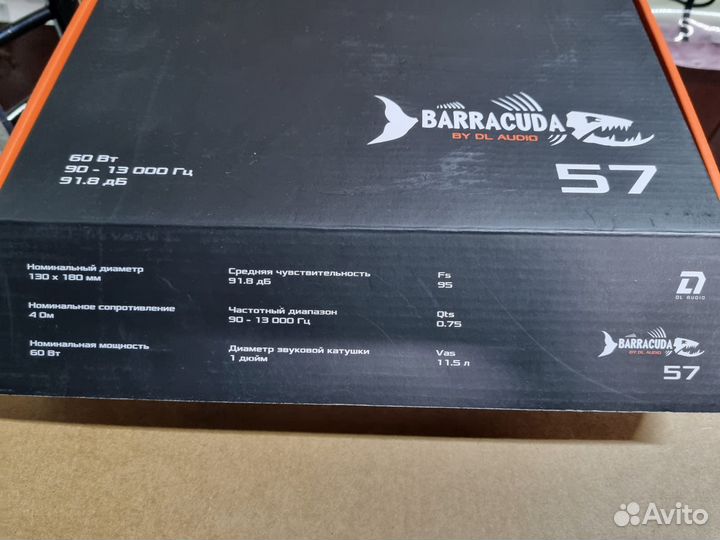 BARRACUDA
BY DL AUDIO
57
60 Вт
90 - 13 000 Гц
91.8 дБ
Номинальный диаметр
130 x 180 мм
Номинальное сопротивление
4 Ом
Номинальная мощность
60 Вт
Средняя чувствительность
91.8 дБ
Частотный диапазон
90 - 13 000 Гц
Диаметр звуковой катушки
1 дюйм
Fs
95
Qts
0.75
Vas
11.5 л
DL AUDIO
BARRACUDA
BY DL AUDIO
57
Avito